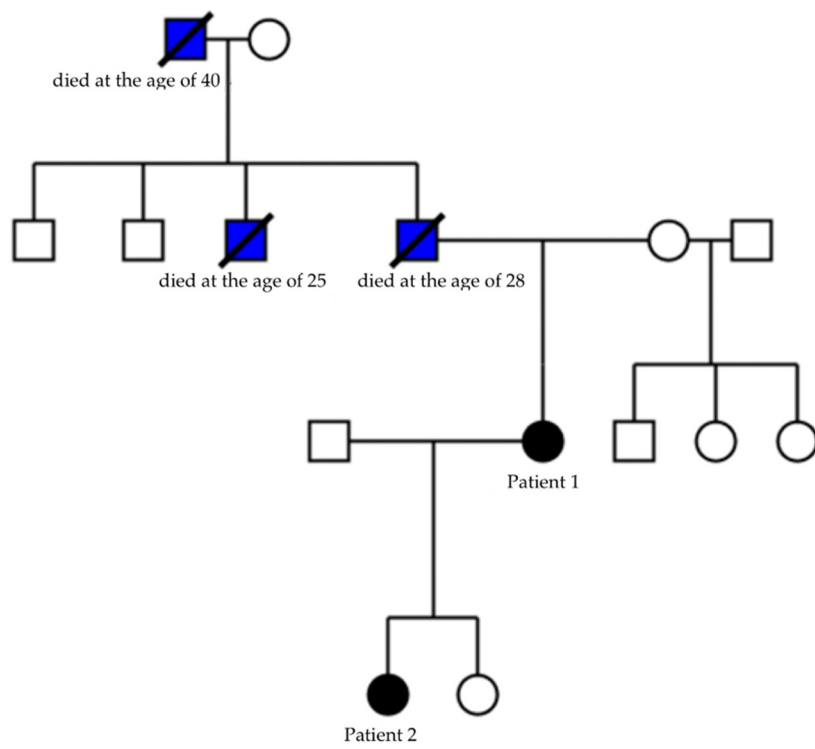 died at the age of 40
died at the age of 25
died at the age of 28
Patient 1
Patient 2